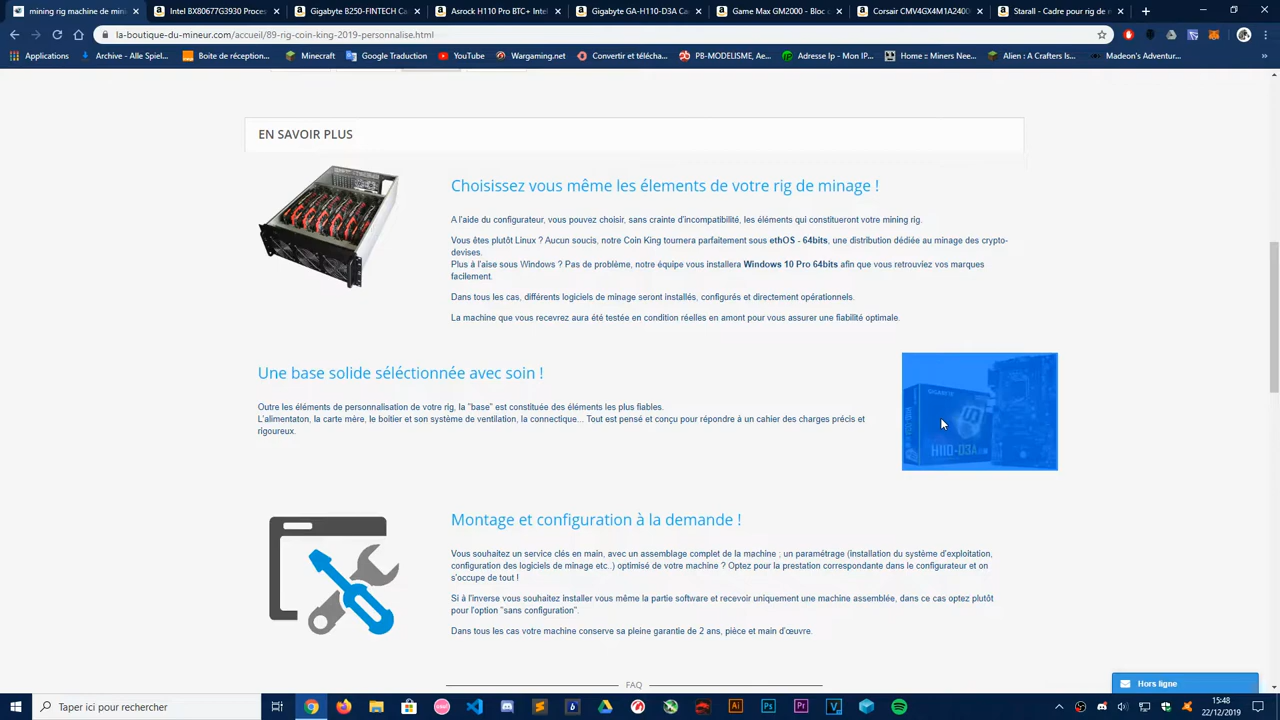 mining rig machine de min
Intel BX80677G3930 Proces
Gigabyte B250-FINTECH Ca
Asrock H110 PRO BTC+ Intel
Gigabyte GA-H110-D3A Car
Game Max GM2000 - Bloc d
Corsair CMV4GX4M1A2400
Starall - Cadre pour rig de m
la-boutique-du-mineur.com/accueil/89-rig-coin-king-2019-personnalise.html
Applications
Archive - Alle Spiel...
Boite de réception...
Minecraft
Google Traduction
YouTube
Wargaming.net
Convertir et télécha...
PB-MODELISME, Ae...
Adresse Ip - Mon IP...
Home :: Miners Nee...
Alien : A Crafters Is...
Madeon's Adventur...
EN SAVOIR PLUS
Choisissez vous même les élements de votre rig de minage !
A l'aide du configurateur, vous pouvez choisir, sans crainte d'incompatibilité, les éléments qui constitueront votre mining rig.
Vous êtes plutôt Linux ? Aucun soucis, notre Coin King tournera parfaitement sous ethOS - 64bits, une distribution dédiée au minage des crypto-
devises.
Plus à l'aise sous Windows ? Pas de problème, notre équipe vous installera Windows 10 Pro 64bits afin que vous retrouviez vos marques
facilement.
Dans tous les cas, différents logiciels de minage seront installés, configurés et directement opérationnels.
La machine que vous recevrez aura été testée en condition réelles en amont pour vous assurer une fiabilité optimale.
Une base solide séléctionnée avec soin !
Outre les éléments de personnalisation de votre rig, la "base" est constituée des éléments les plus fiables.
L'alimentaton, la carte mère, le boitier et son système de ventilation, la connectique... Tout est pensé et conçu pour répondre à un cahier des charges précis et
rigoureux.
GIGABYTE
H110-D3A
Montage et configuration à la demande !
Vous souhaitez un service clés en main, avec un assemblage complet de la machine ; un paramétrage (installation du système d'exploitation,
configuration des logiciels de minage etc..) optimisé de votre machine ? Optez pour la prestation correspondante dans le configurateur et on
s'occupe de tout !
Si à l'inverse vous souhaitez installer vous même la partie software et recevoir uniquement une machine assemblée, dans ce cas optez plutôt
pour l'option "sans configuration".
Dans tous les cas votre machine conserve sa pleine garantie de 2 ans, pièce et main d'œuvre.
FAQ
Hors ligne
Taper ici pour rechercher
15:48
22/12/2019